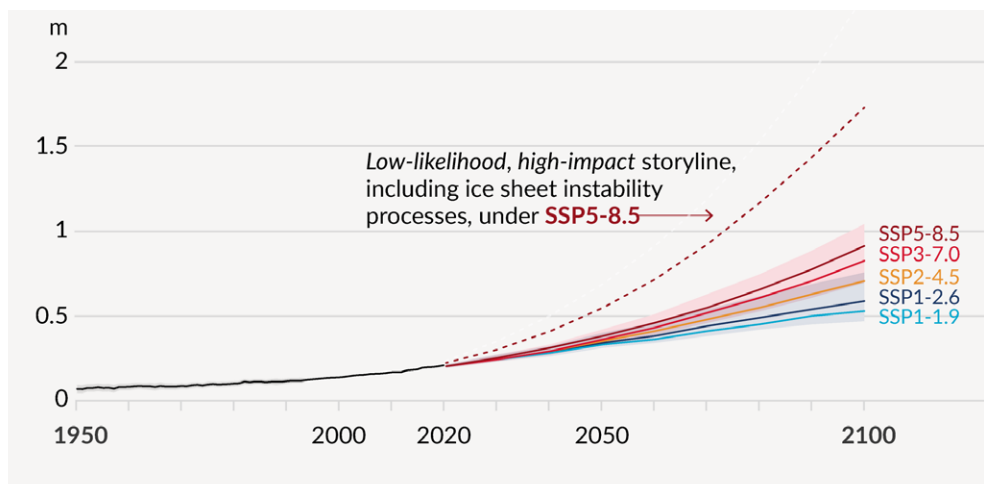 m
2
1.5
Low-likelihood, high-impact storyline,
including ice sheet instability
processes, under SSP5-8.5
1
SSP5-8.5
SSP3-7.0
SSP2-4.5
SSP1-2.6
SSP1-1.9
0.5
0
1950 2000 2020 2050 2100